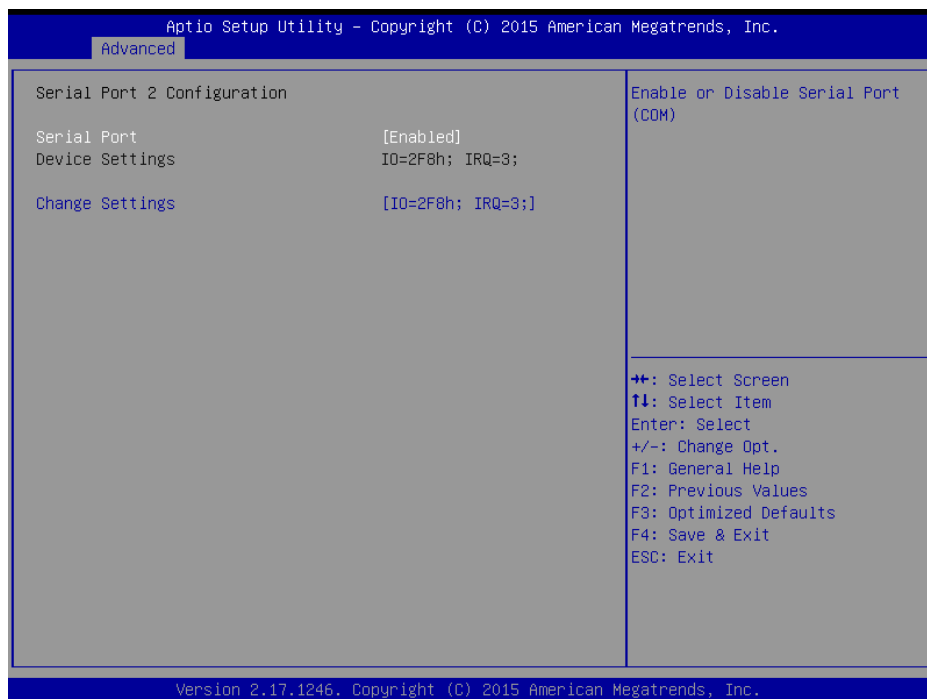 Aptio Setup Utility – Copyright (C) 2015 American Megatrends, Inc.
Advanced
Serial Port 2 Configuration
Serial Port [Enabled]
Device Settings IO=2F8h; IRQ=3;
Change Settings [IO=2F8h; IRQ=3;]
Enable or Disable Serial Port
(COM)
→←: Select Screen
↑↓: Select Item
Enter: Select
+/-: Change Opt.
F1: General Help
F2: Previous Values
F3: Optimized Defaults
F4: Save & Exit
ESC: Exit
Version 2.17.1246. Copyright (C) 2015 American Megatrends, Inc.